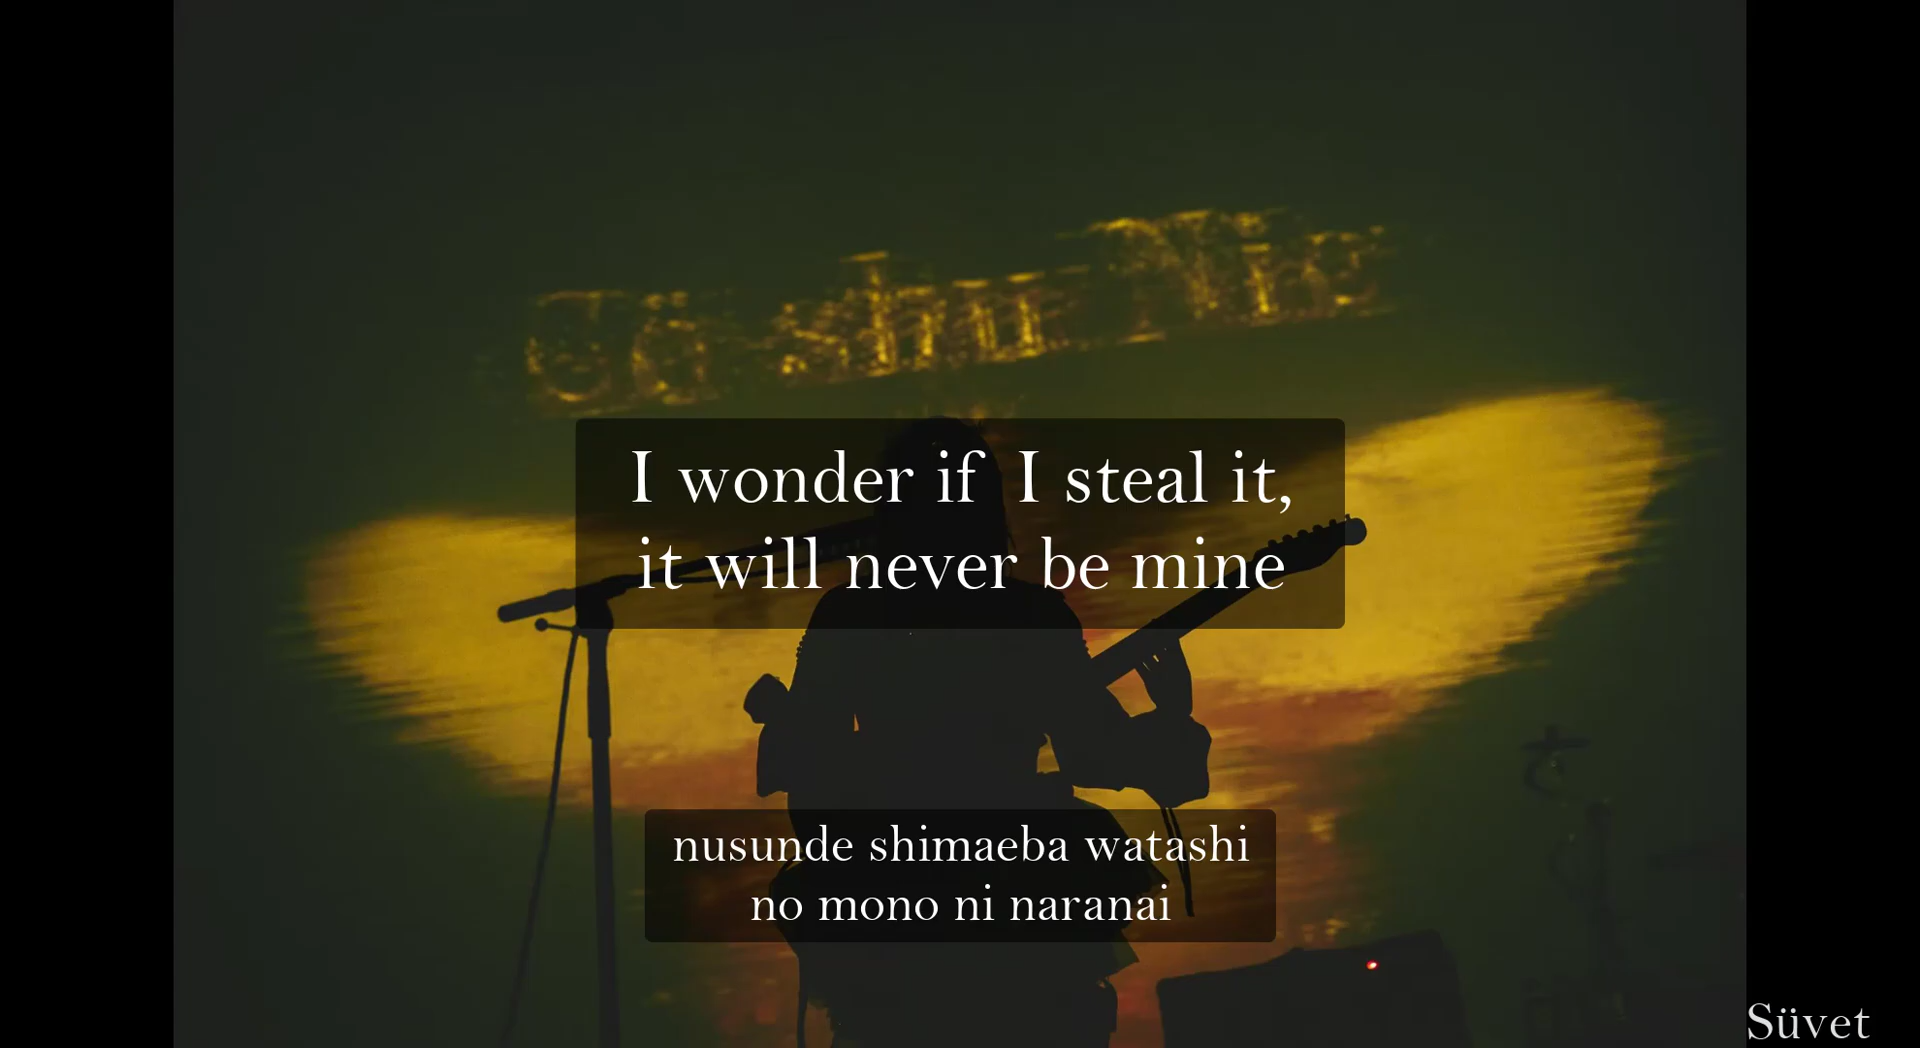 I wonder if I steal it,
it will never be mine
nusunde shimaeba watashi
no mono ni naranai
Süvet